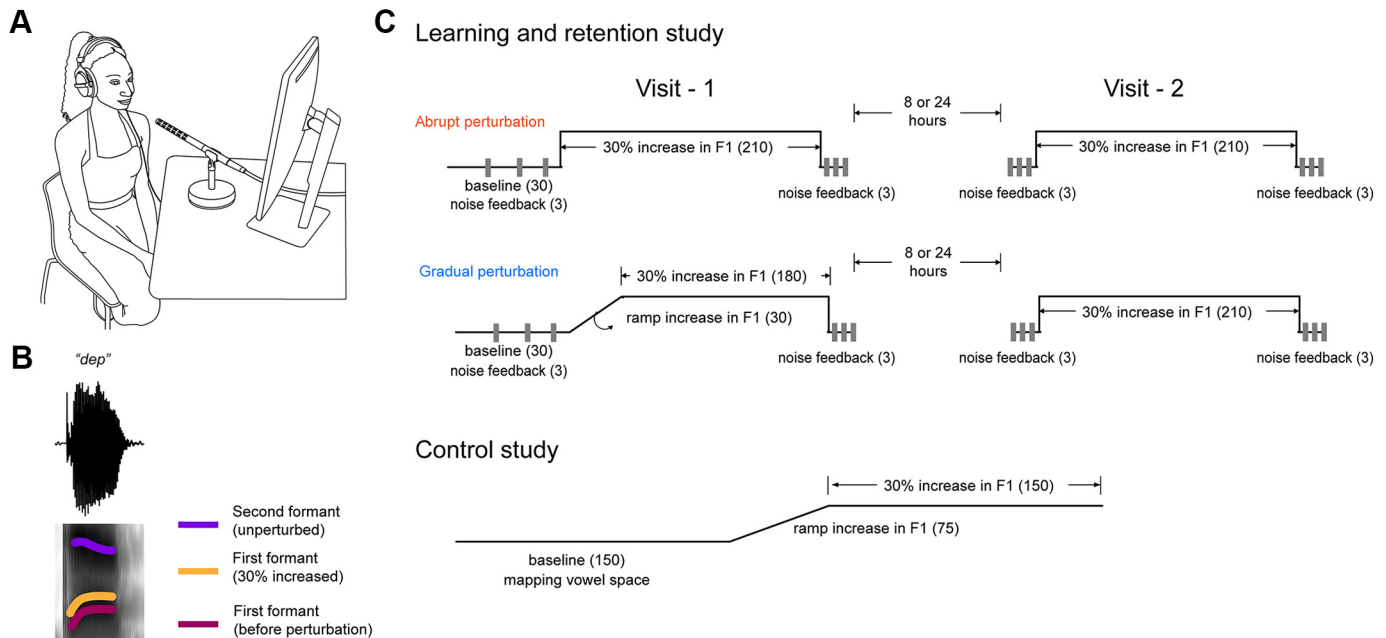 A
B
"dep"
Second formant
(unperturbed)
First formant
(30% increased)
First formant
(before perturbation)
C
Learning and retention study
Visit - 1
8 or 24
hours
Visit - 2
Abrupt perturbation
30% increase in F1 (210)
30% increase in F1 (210)
baseline (30)
noise feedback (3)
noise feedback (3)
noise feedback (3)
noise feedback (3)
Gradual perturbation
8 or 24
hours
30% increase in F1 (180)
ramp increase in F1 (30)
30% increase in F1 (210)
baseline (30)
noise feedback (3)
noise feedback (3)
noise feedback (3)
noise feedback (3)
Control study
30% increase in F1 (150)
ramp increase in F1 (75)
baseline (150)
mapping vowel space